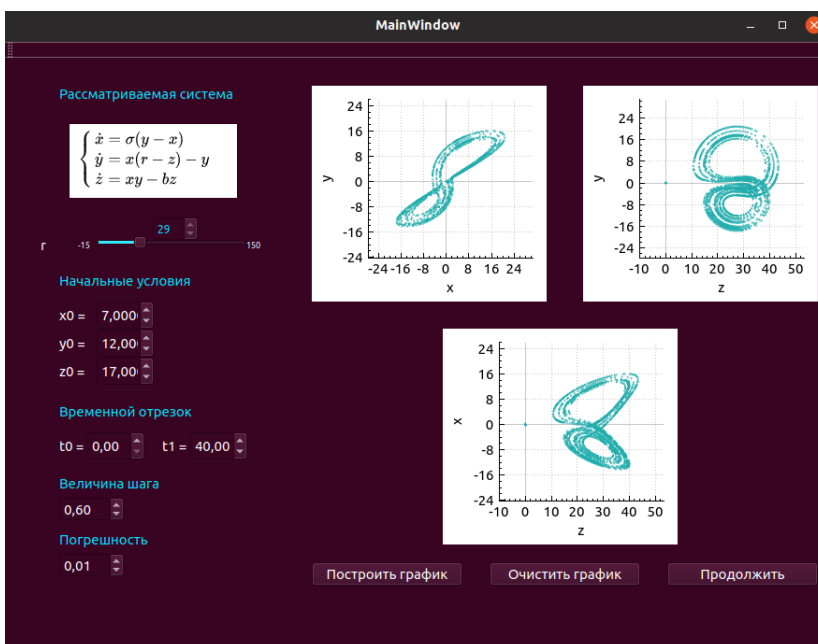 MainWindow
Рассматриваемая система
ẋ = σ(y − x)
ẏ = x(r − z) − y
ż = xy − bz
29
r -15 150
Начальные условия
x0 = 7,000
y0 = 12,00
z0 = 17,00
Временной отрезок
t0 = 0,00 t1 = 40,00
Величина шага
0,60
Погрешность
0,01
24
16
8
0
-8
-16
-24
y
-24 -16 -8 0 8 16 24
x
24
16
8
0
-8
-16
-24
y
-10 0 10 20 30 40 50
z
24
16
8
0
-8
-16
-24
x
-10 0 10 20 30 40 50
z
Построить график Очистить график Продолжить